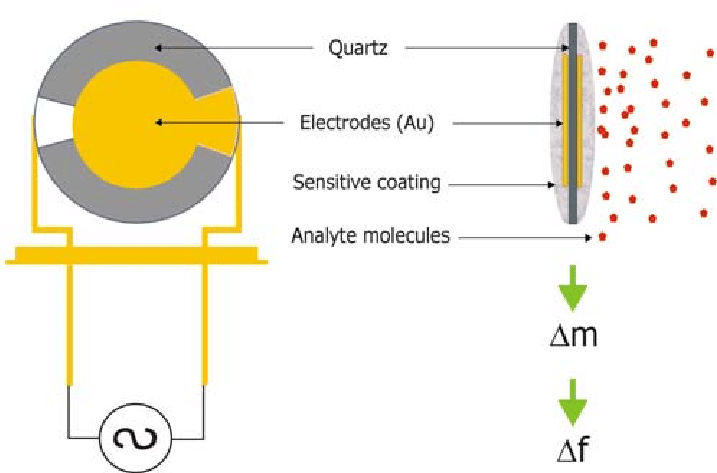 Quartz
Electrodes (Au)
Sensitive coating
Analyte molecules
Δm
Δf